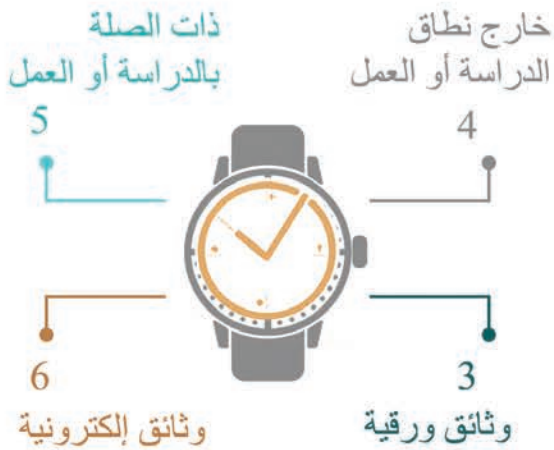 خارج نطاق
الدراسة أو العمل
4
ذات الصلة
بالدراسة أو العمل
5
3
وثائق ورقية
6
وثائق إلكترونية